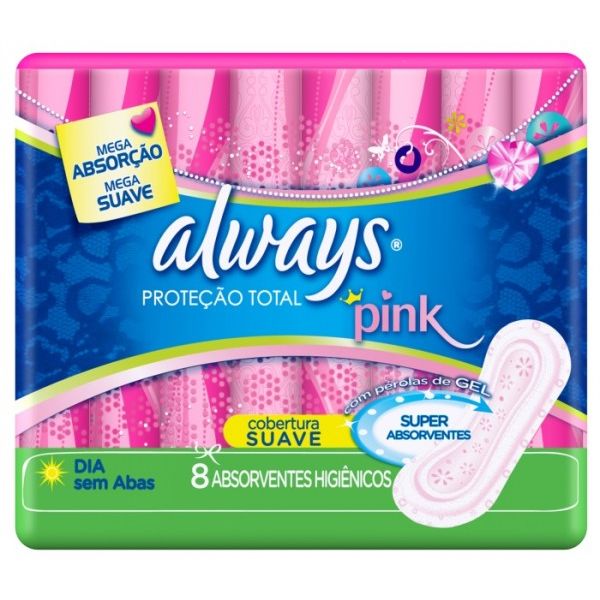 MEGA
ABSORÇÃO
MEGA
SUAVE
always®
PROTEÇÃO TOTAL
pink
com pérolas de GEL
SUPER
ABSORVENTES
cobertura
SUAVE
DIA
sem Abas
8 ABSORVENTES HIGIÊNICOS